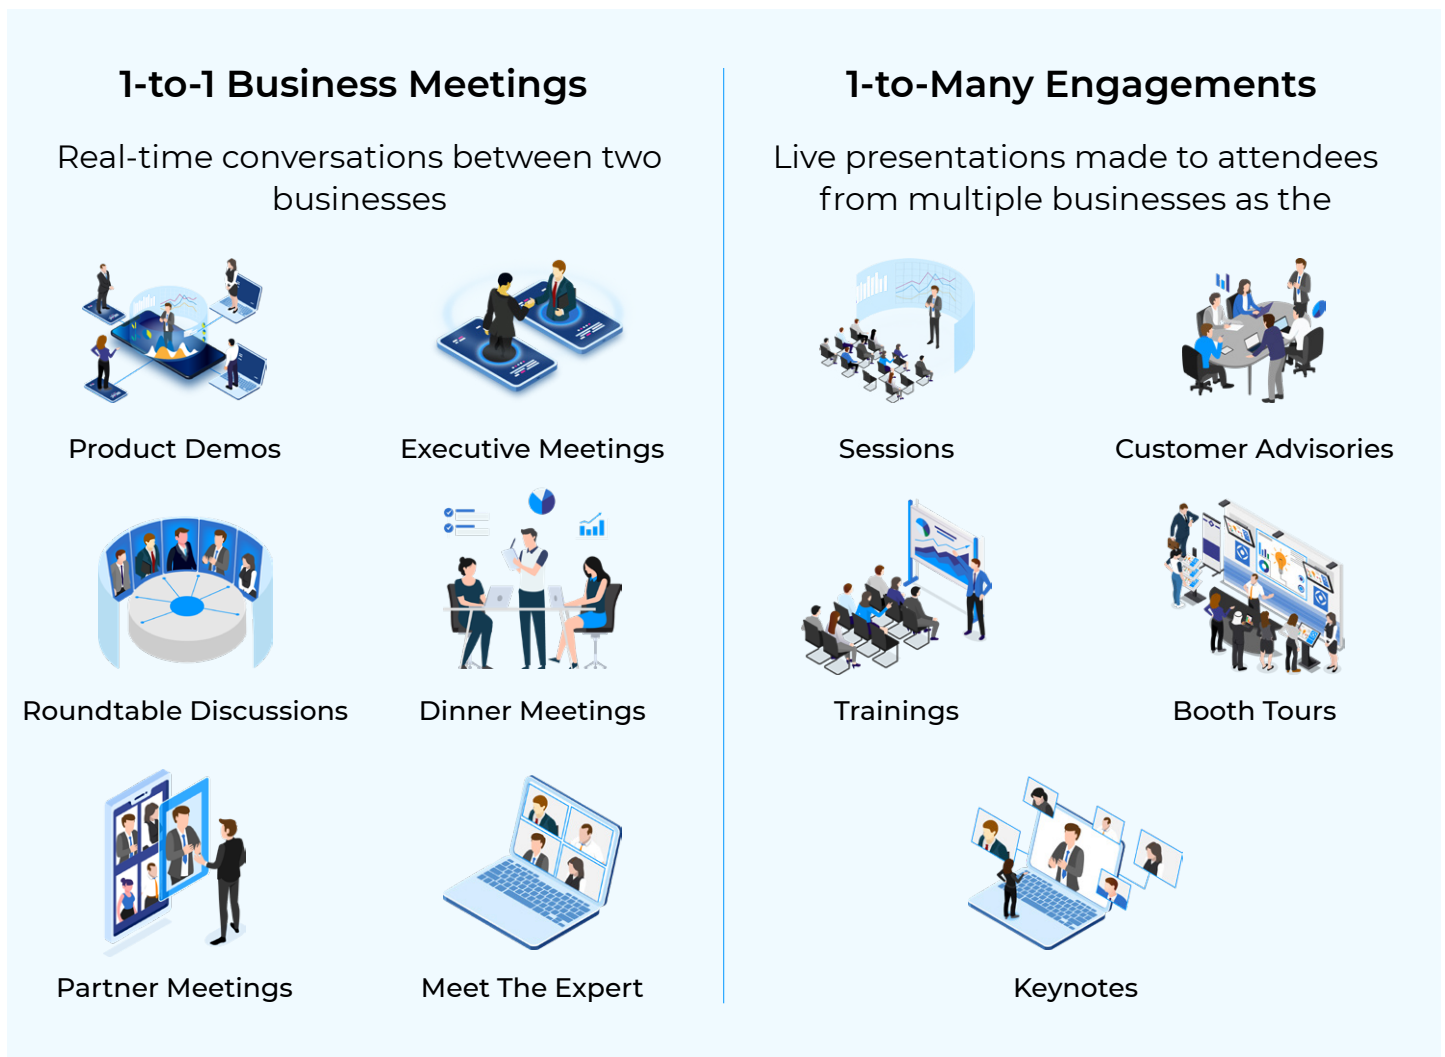 1-to-1 Business Meetings
Real-time conversations between two
businesses
Product Demos
Executive Meetings
Roundtable Discussions
Dinner Meetings
Partner Meetings
Meet The Expert
1-to-Many Engagements
Live presentations made to attendees
from multiple businesses as the
Sessions
Customer Advisories
Trainings
Booth Tours
Keynotes